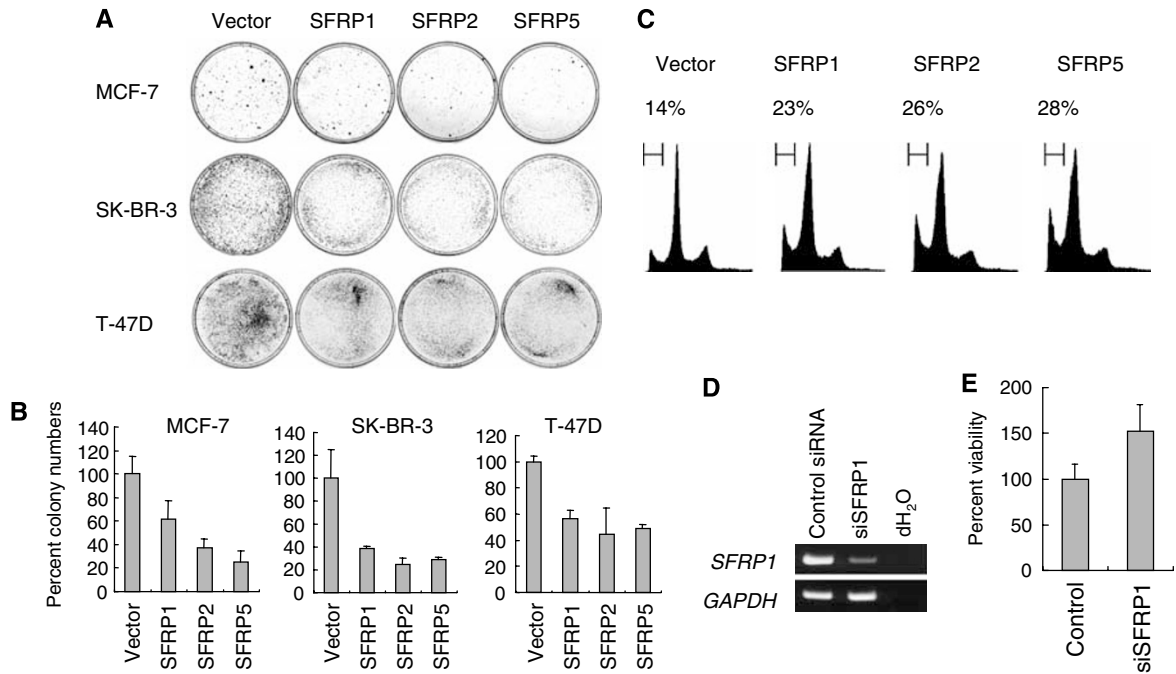 A
Vector SFRP1 SFRP2 SFRP5
MCF-7
SK-BR-3
T-47D
B
Percent colony numbers
MCF-7
140
120
100
80
60
40
20
0
Vector
SFRP1
SFRP2
SFRP5
SK-BR-3
140
120
100
80
60
40
20
0
Vector
SFRP1
SFRP2
SFRP5
T-47D
120
100
80
60
40
20
0
Vector
SFRP1
SFRP2
SFRP5
C
Vector SFRP1 SFRP2 SFRP5
14% 23% 26% 28%
D
Control siRNA
siSFRP1
dH₂O
SFRP1
GAPDH
E
Percent viability
200
150
100
50
0
Control
siSFRP1